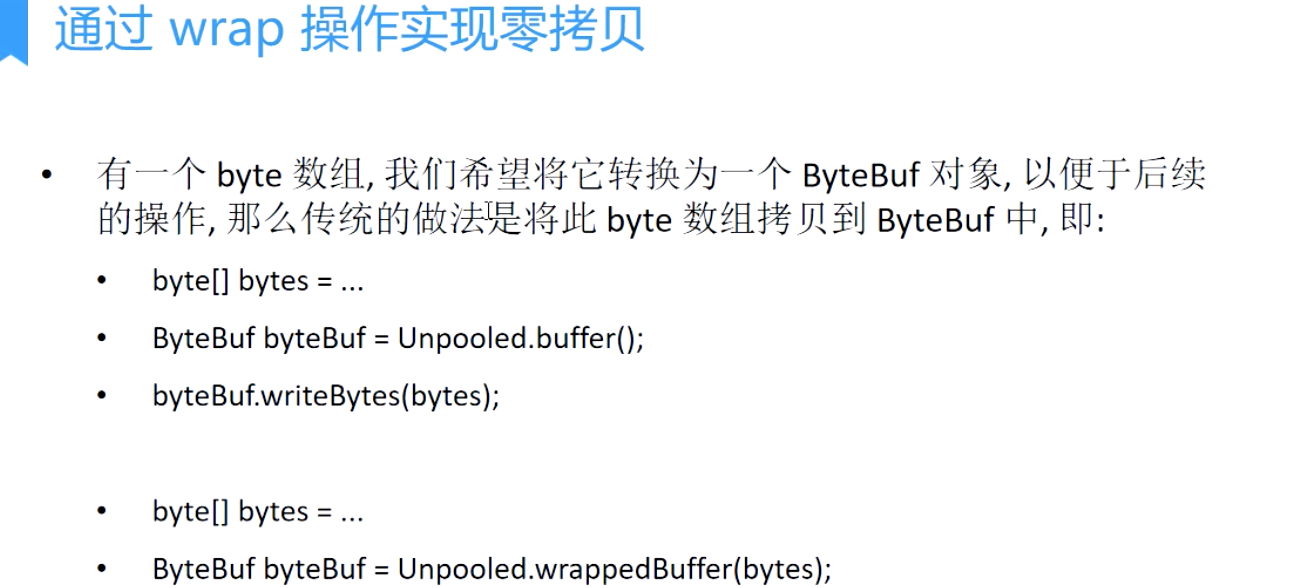 通过 wrap 操作实现零拷贝
• 有一个 byte 数组, 我们希望将它转换为一个 ByteBuf 对象, 以便于后续
的操作, 那么传统的做法是将此 byte 数组拷贝到 ByteBuf 中, 即:
• byte[] bytes = ...
• ByteBuf byteBuf = Unpooled.buffer();
• byteBuf.writeBytes(bytes);
• byte[] bytes = ...
• ByteBuf byteBuf = Unpooled.wrappedBuffer(bytes);